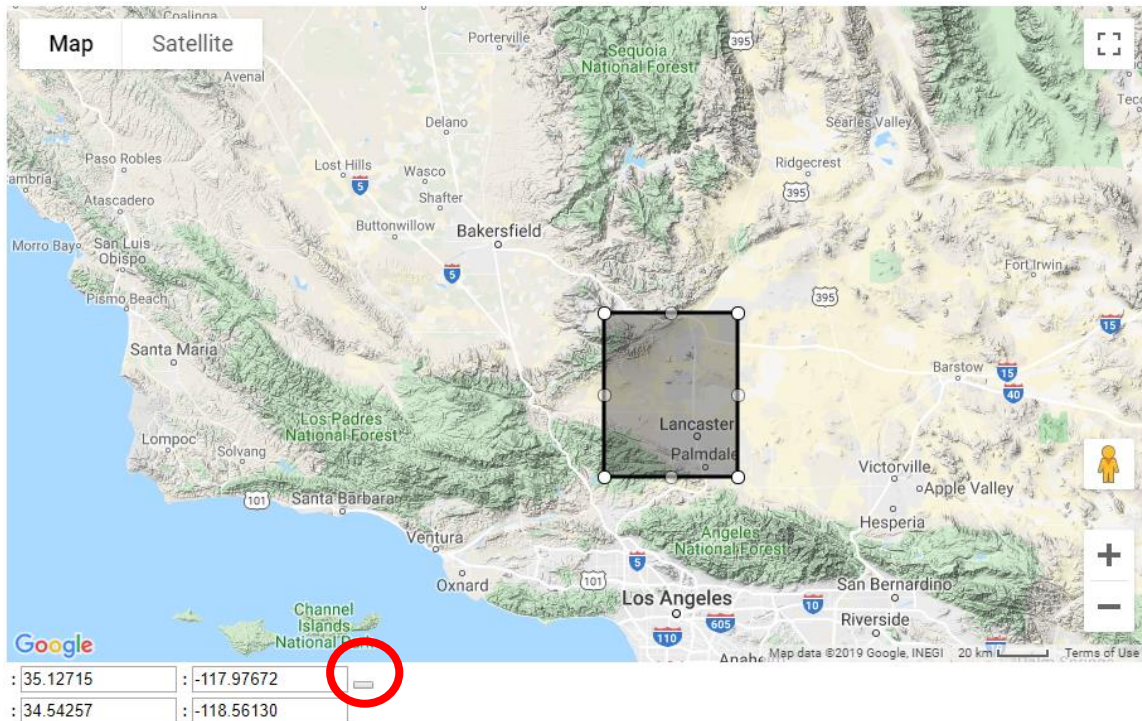 Coalinga
Map Satellite
Porterville
395
Sequoia
National Forest
Avenal
Delano
Searles Valley
Paso Robles
Lost Hills
Wasco
Ridgecrest
5
395
Atascadero
Shafter
Buttonwillow
Bakersfield
Morro Bay
San Luis
Obispo
5
Fort Irwin
Pismo Beach
395
15
Santa Maria
Barstow
15
40
Los Padres
National Forest
Lancaster
Lompoc
Solvang
Palmdale
Victorville
Apple Valley
101
Santa Barbara
Hesperia
Ventura
Angeles
National Forest
5
Oxnard
101
San Bernardino
Los Angeles
10
Channel
Islands
605
Riverside
National
110
10
Google
Map data ©2019 Google, INEGI 20 km Terms of Use
: 35.12715 : -117.97672
: 34.54257 : -118.56130